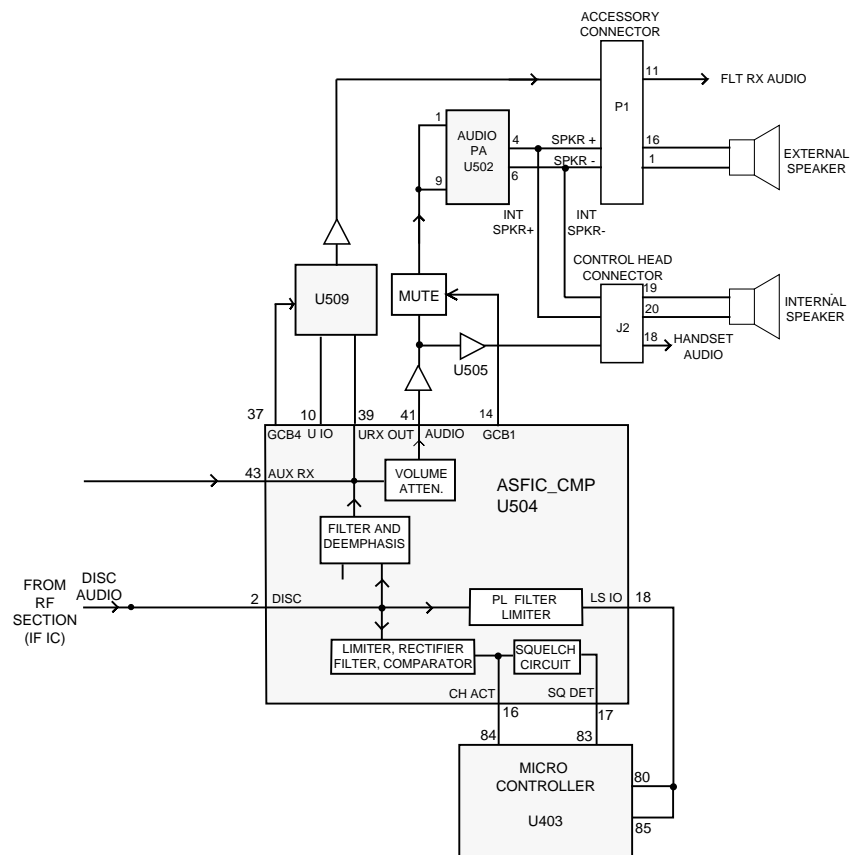 ACCESSORY
CONNECTOR
11
FLT RX AUDIO
P1
1
AUDIO
PA
U502
4
SPKR +
16
EXTERNAL
SPEAKER
9
6
SPKR -
1
INT
SPKR+
INT
SPKR-
CONTROL HEAD
CONNECTOR
U509
MUTE
19
20
INTERNAL
SPEAKER
J2
U505
18
HANDSET
AUDIO
37
10
39
41
14
GCB4
U IO
URX OUT
AUDIO
GCB1
43
AUX RX
VOLUME
ATTEN.
ASFIC_CMP
U504
FILTER AND
DEEMPHASIS
FROM
RF
SECTION
(IF IC)
DISC
AUDIO
2
DISC
PL FILTER
LIMITER
LS IO
18
LIMITER, RECTIFIER
FILTER, COMPARATOR
SQUELCH
CIRCUIT
CH ACT
SQ DET
16
17
84
83
MICRO
CONTROLLER
U403
80
85